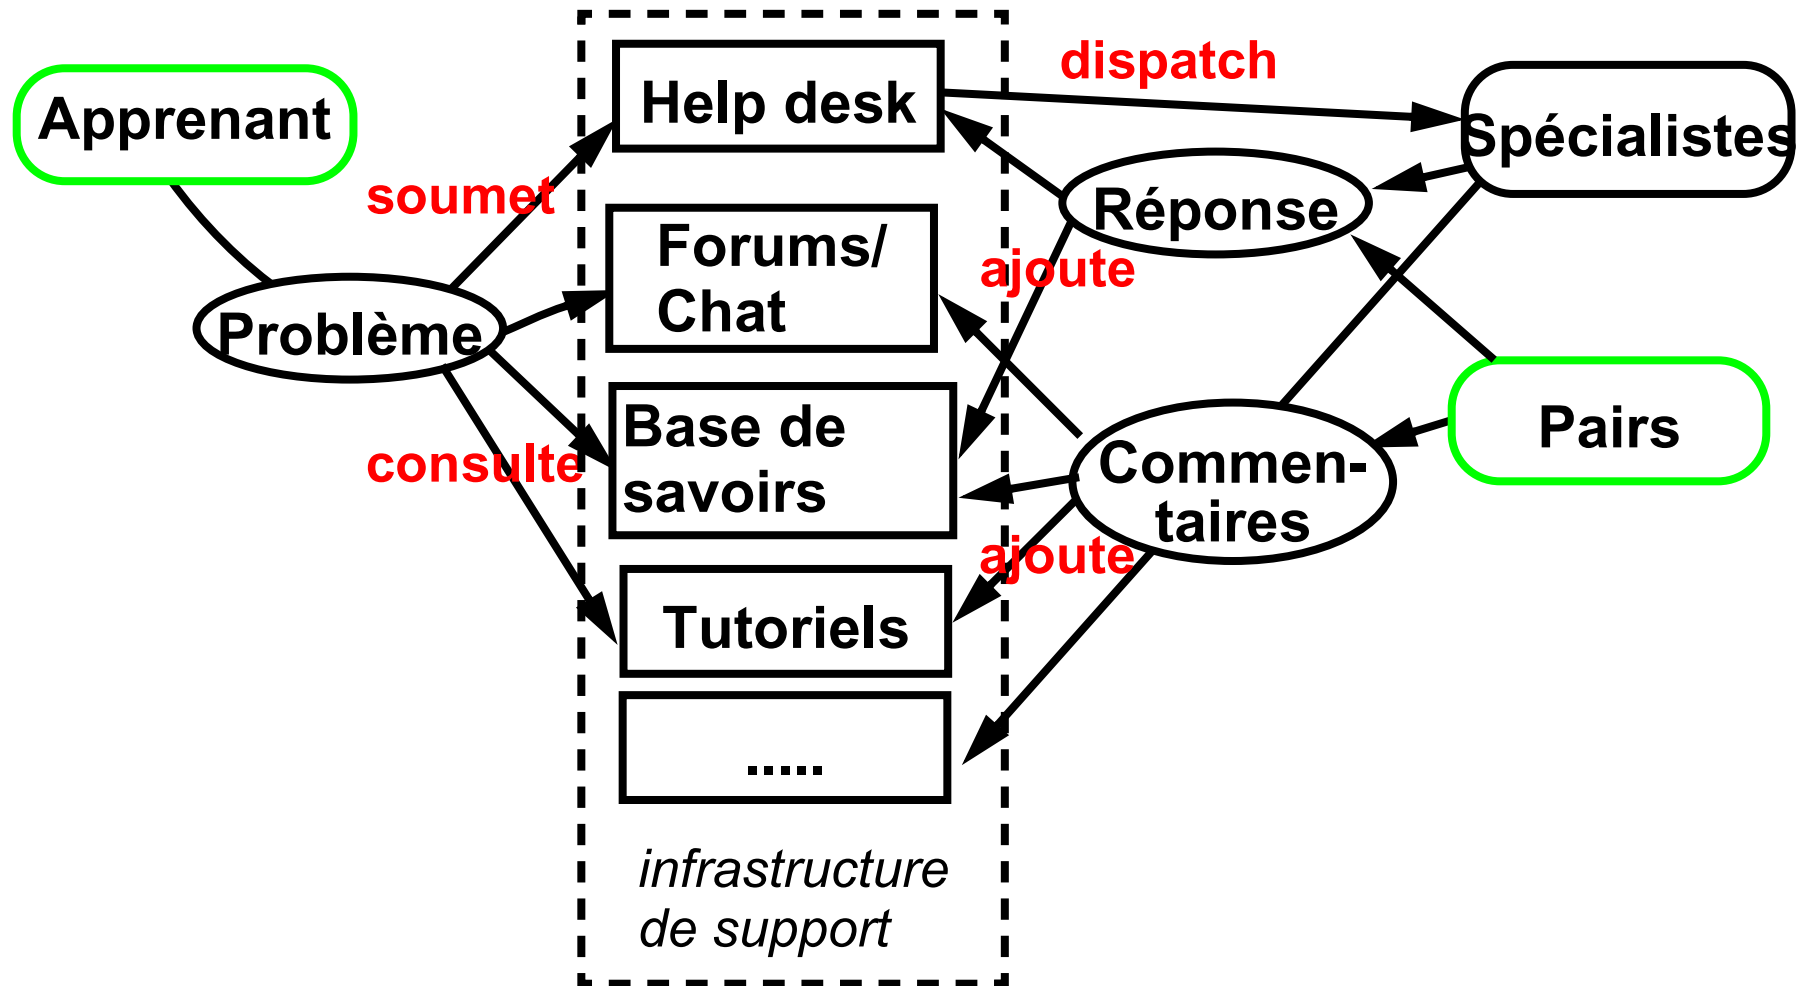 dispatch
Help desk
Apprenant
Spécialistes
soumet
Réponse
Forums/
Chat
ajoute
Problème
Base de
savoirs
Pairs
consulte
Commen-
taires
ajoute
Tutoriels
.....
infrastructure
de support